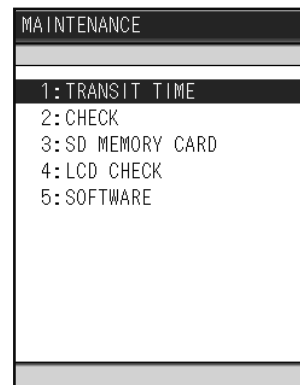 MAINTENANCE
1:TRANSIT TIME
2:CHECK
3:SD MEMORY CARD
4:LCD CHECK
5:SOFTWARE